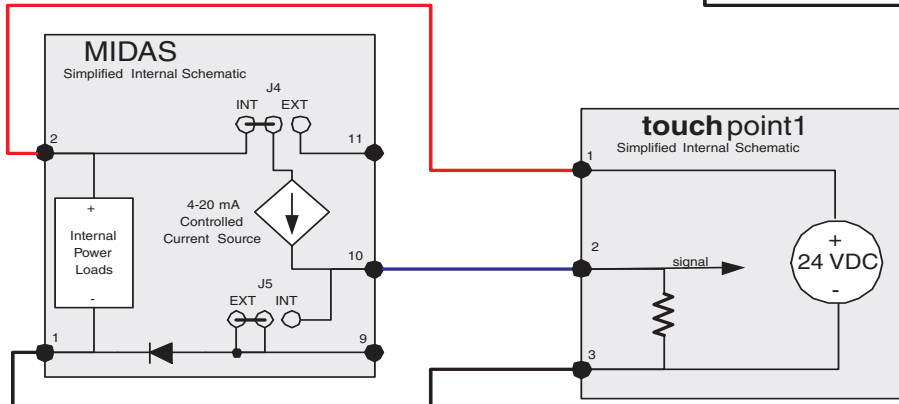 MIDAS
Simplified Internal Schematic
J4
INT EXT
2
11
+
Internal
Power
Loads
-
4-20 mA
Controlled
Current Source
10
J5
EXT INT
1
9
touchpoint1
Simplified Internal Schematic
1
2
signal
+
24 VDC
-
3